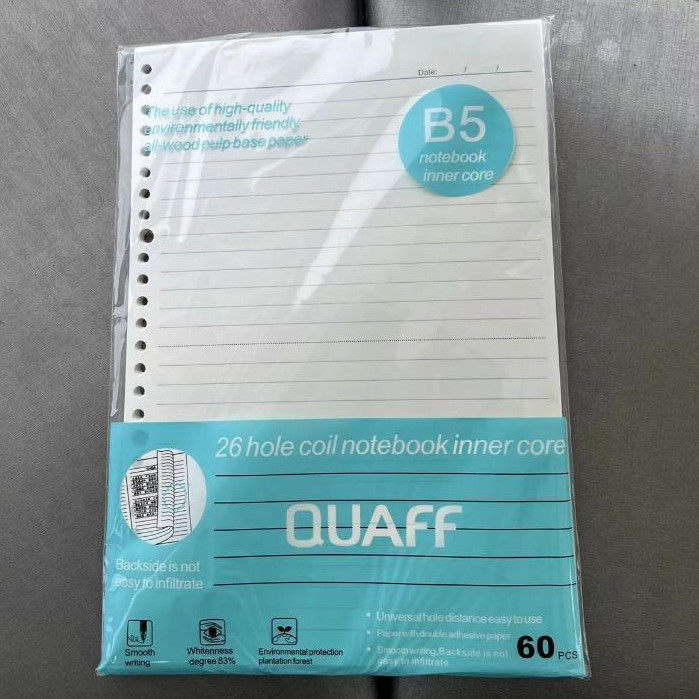 Date: / /
The use of high-quality
environmentally friendly
all-wood pulp base paper
B5
notebook
inner core
26 hole coil notebook inner core
QUAFF
Backside is not
easy to infiltrate
Smooth
writing
Whiteness
degree 83%
Environmental protection
plantation forest
• Universal hole distance easy to use
• Paper with double adhesive paper
• Smooth writing, Backside is not
easy to infiltrate
60 PCS